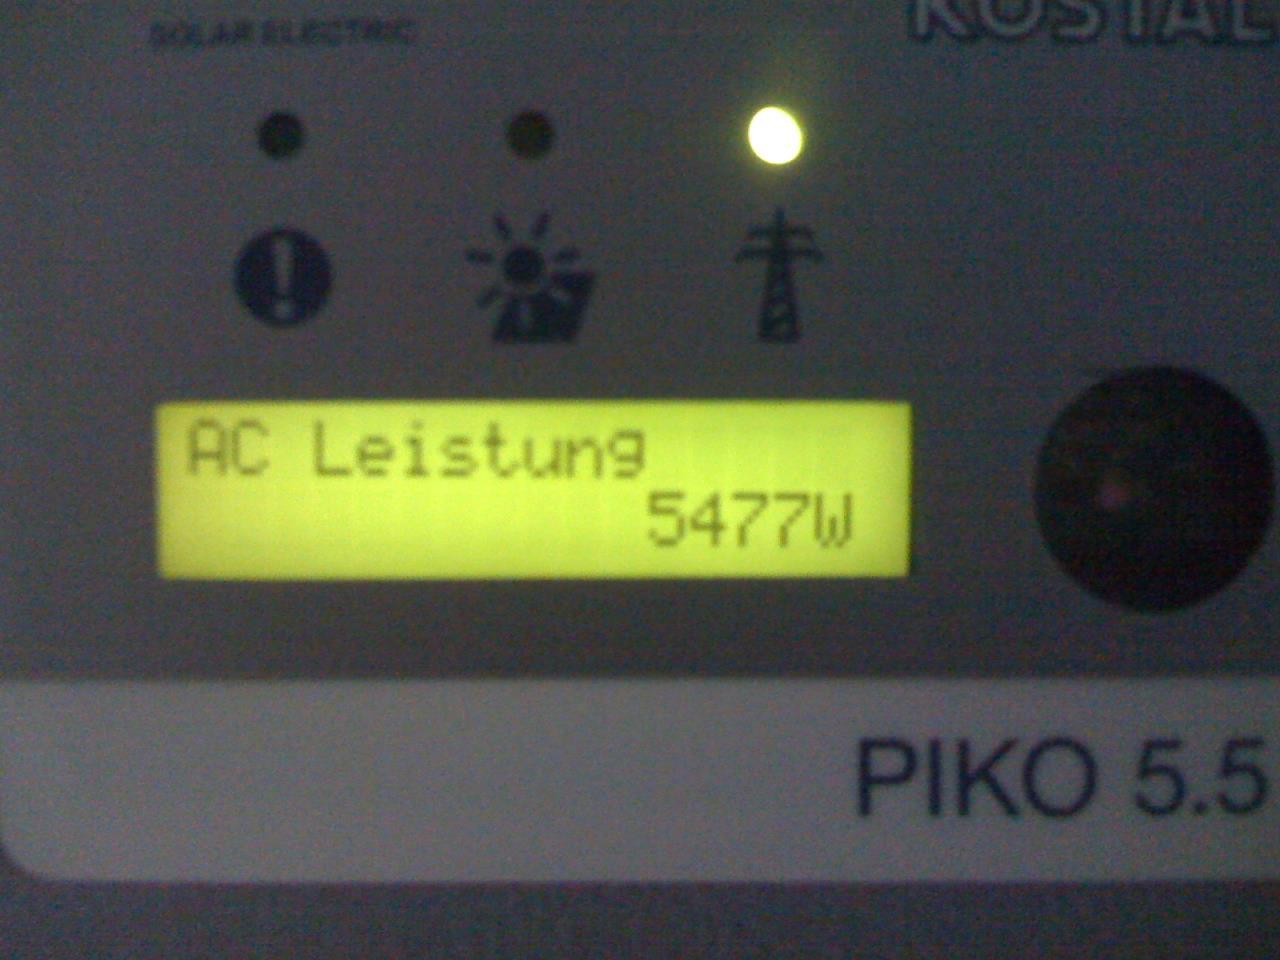 SOLAR ELECTRIC
KOSTAL
AC Leistung
5477W
PIKO 5.5